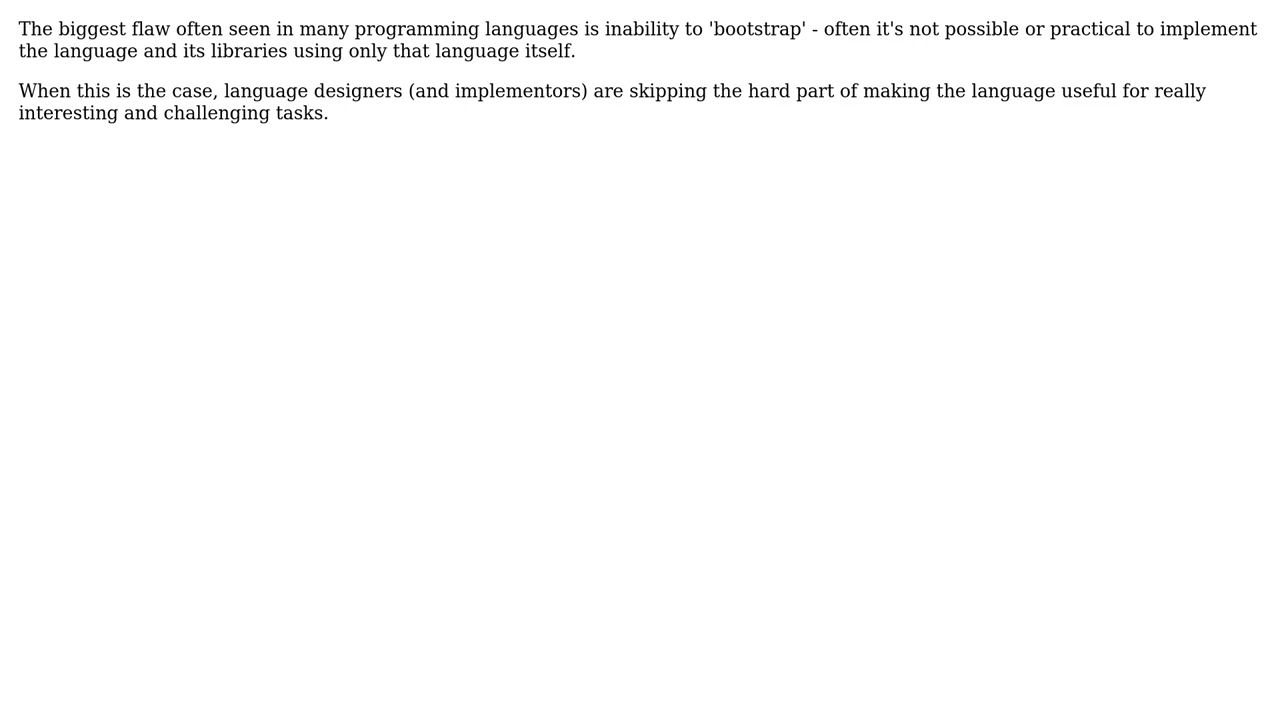 The biggest flaw often seen in many programming languages is inability to 'bootstrap' - often it's not possible or practical to implement
the language and its libraries using only that language itself.
When this is the case, language designers (and implementors) are skipping the hard part of making the language useful for really
interesting and challenging tasks.